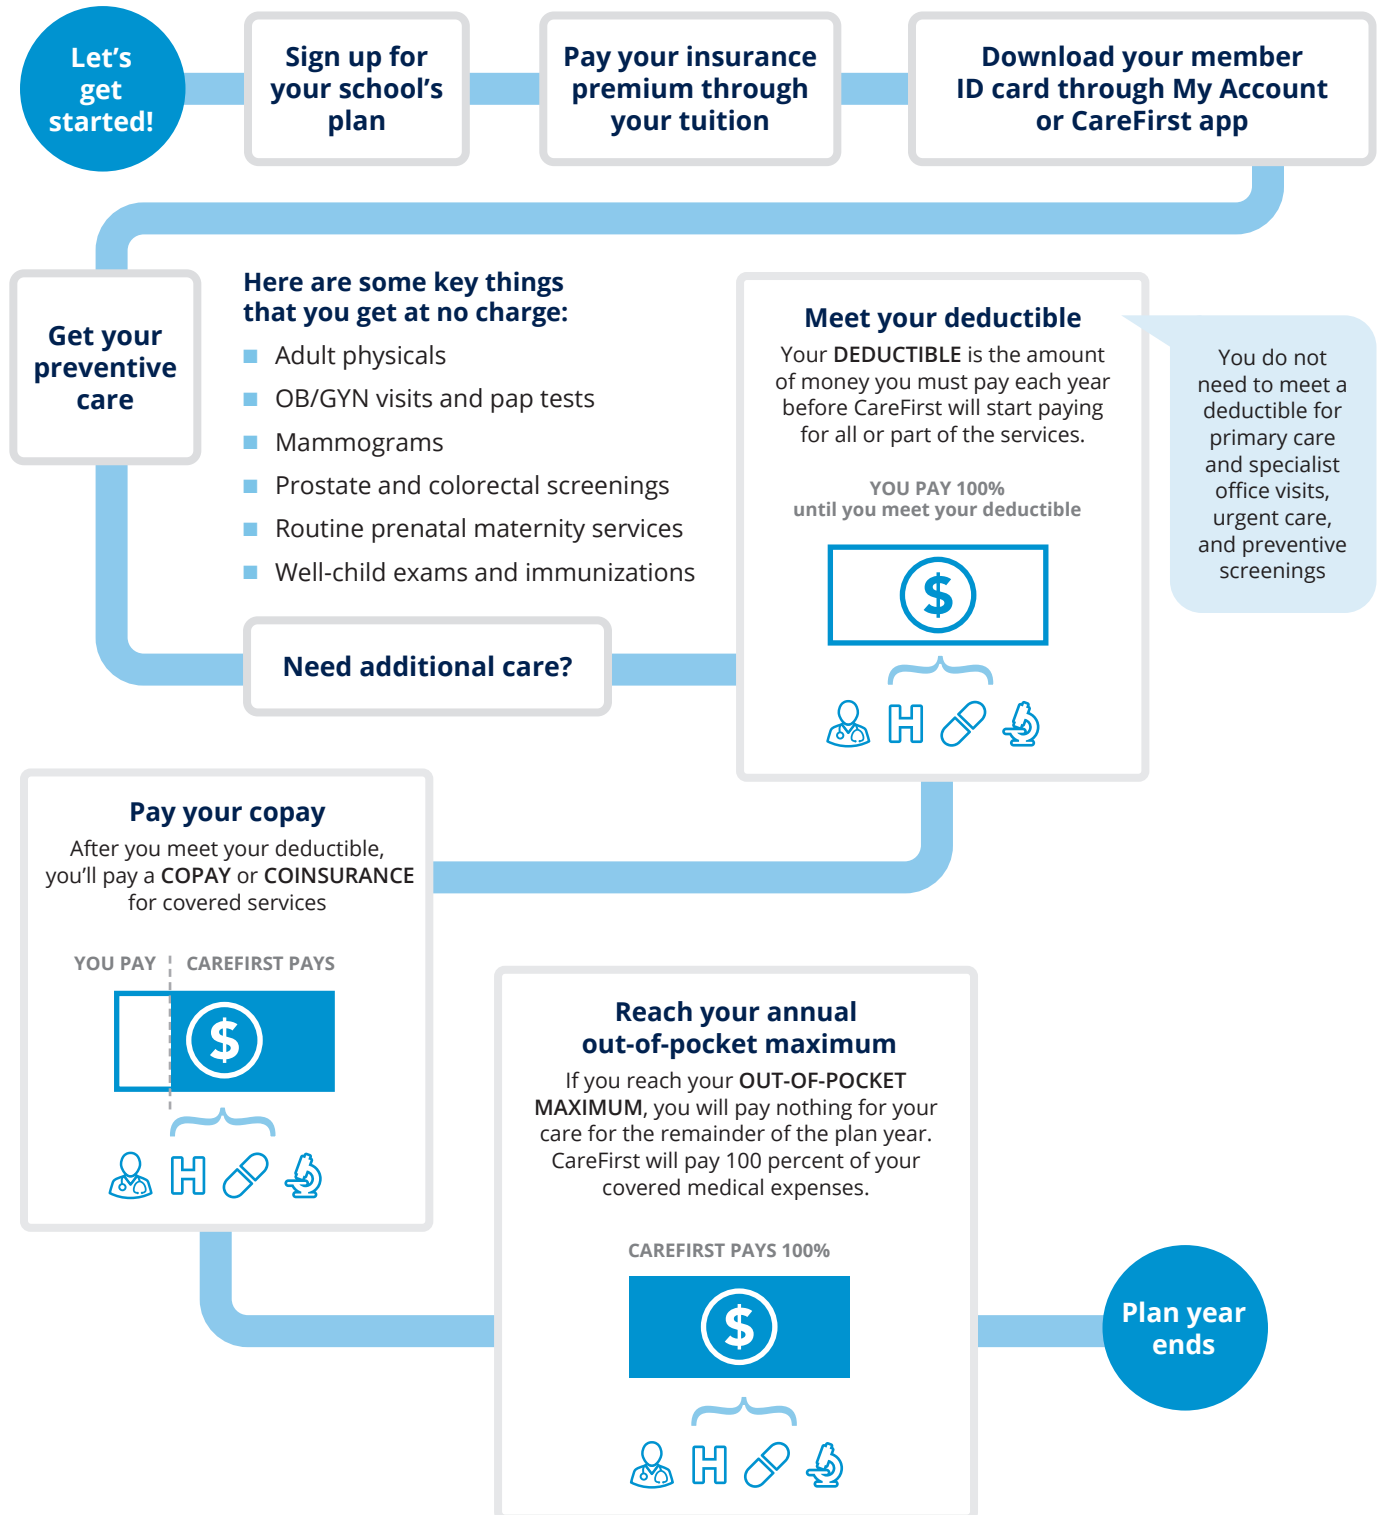 Let's
get
started!
Sign up for
your school's
plan
Pay your insurance
premium through
your tuition
Download your member
ID card through My Account
or CareFirst app
Get your
preventive
care
Here are some key things
that you get at no charge:
Adult physicals
OB/GYN visits and pap tests
Mammograms
Prostate and colorectal screenings
Routine prenatal maternity services
Well-child exams and immunizations
Need additional care?
Meet your deductible
Your DEDUCTIBLE is the amount
of money you must pay each year
before CareFirst will start paying
for all or part of the services.
YOU PAY 100%
until you meet your deductible
$
H
You do not
need to meet a
deductible for
primary care
and specialist
office visits,
urgent care,
and preventive
screenings
Pay your copay
After you meet your deductible,
you'll pay a COPAY or COINSURANCE
for covered services
YOU PAY CAREFIRST PAYS
$
H
Reach your annual
out-of-pocket maximum
If you reach your OUT-OF-POCKET
MAXIMUM, you will pay nothing for your
care for the remainder of the plan year.
CareFirst will pay 100 percent of your
covered medical expenses.
CAREFIRST PAYS 100%
$
H
Plan year
ends